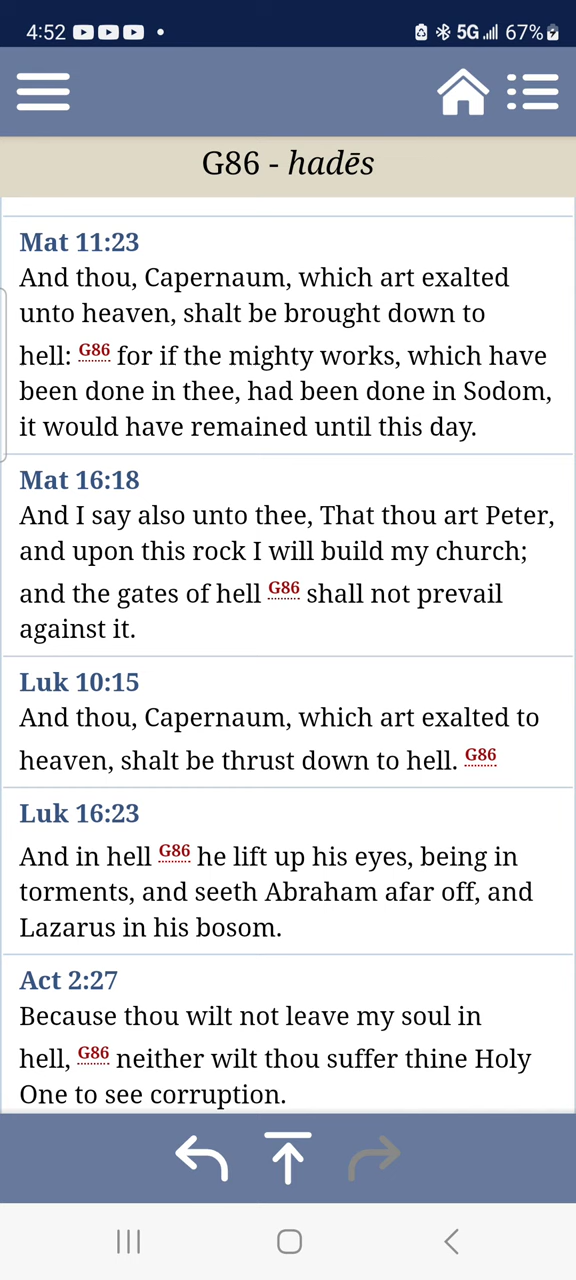 4:52
5G 67%
G86 - hadēs
Mat 11:23
And thou, Capernaum, which art exalted
unto heaven, shalt be brought down to
hell: G86 for if the mighty works, which have
been done in thee, had been done in Sodom,
it would have remained until this day.
Mat 16:18
And I say also unto thee, That thou art Peter,
and upon this rock I will build my church;
and the gates of hell G86 shall not prevail
against it.
Luk 10:15
And thou, Capernaum, which art exalted to
heaven, shalt be thrust down to hell. G86
Luk 16:23
And in hell G86 he lift up his eyes, being in
torments, and seeth Abraham afar off, and
Lazarus in his bosom.
Act 2:27
Because thou wilt not leave my soul in
hell, G86 neither wilt thou suffer thine Holy
One to see corruption.